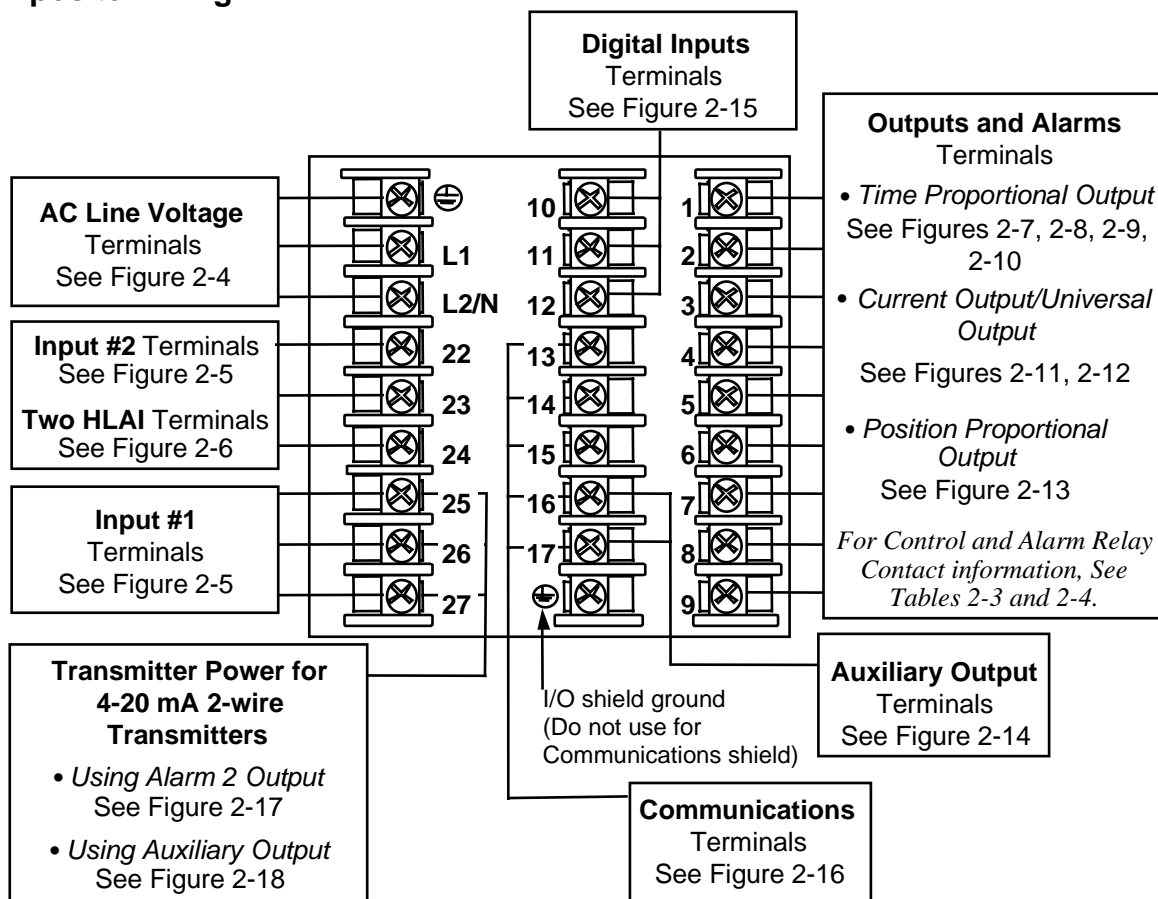 Digital Inputs
Terminals
See Figure 2-15
Outputs and Alarms
Terminals
• Time Proportional Output
See Figures 2-7, 2-8, 2-9,
2-10
• Current Output/Universal
Output
See Figures 2-11, 2-12
• Position Proportional
Output
See Figure 2-13
For Control and Alarm Relay
Contact information, See
Tables 2-3 and 2-4.
AC Line Voltage
Terminals
See Figure 2-4
Input #2 Terminals
See Figure 2-5
Two HLAI Terminals
See Figure 2-6
Input #1
Terminals
See Figure 2-5
L1
L2/N
22
23
24
25
26
27
10
11
12
13
14
15
16
17
1
2
3
4
5
6
7
8
9
Transmitter Power for
4-20 mA 2-wire
Transmitters
• Using Alarm 2 Output
See Figure 2-17
• Using Auxiliary Output
See Figure 2-18
I/O shield ground
(Do not use for
Communications shield)
Auxiliary Output
Terminals
See Figure 2-14
Communications
Terminals
See Figure 2-16